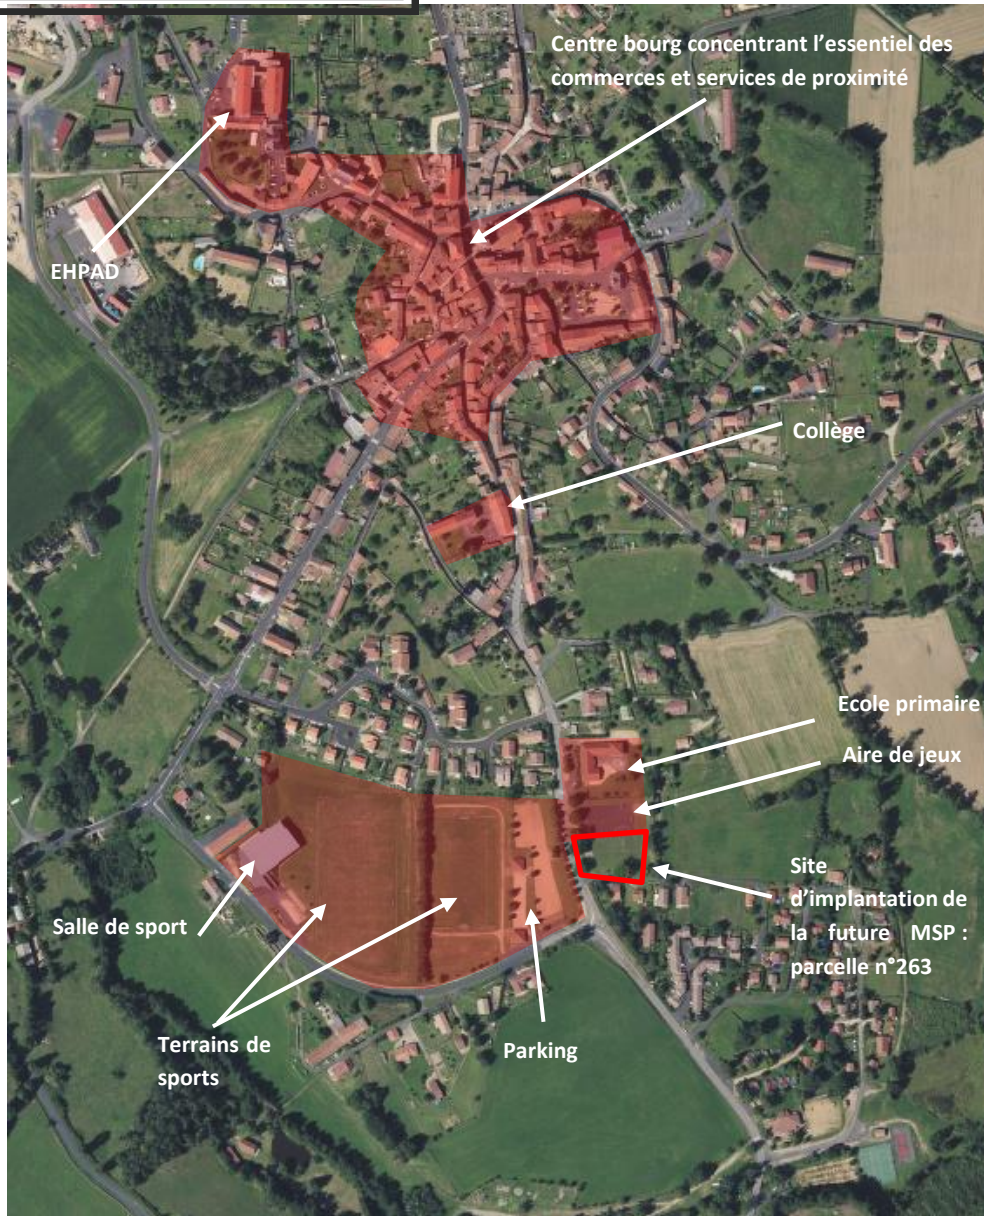 Centre bourg concentrant l’essentiel des
commerces et services de proximité
EHPAD
Collège
Ecole primaire
Aire de jeux
Site
d’implantation de
la future MSP :
parcelle n°263
Salle de sport
Terrains de
sports
Parking